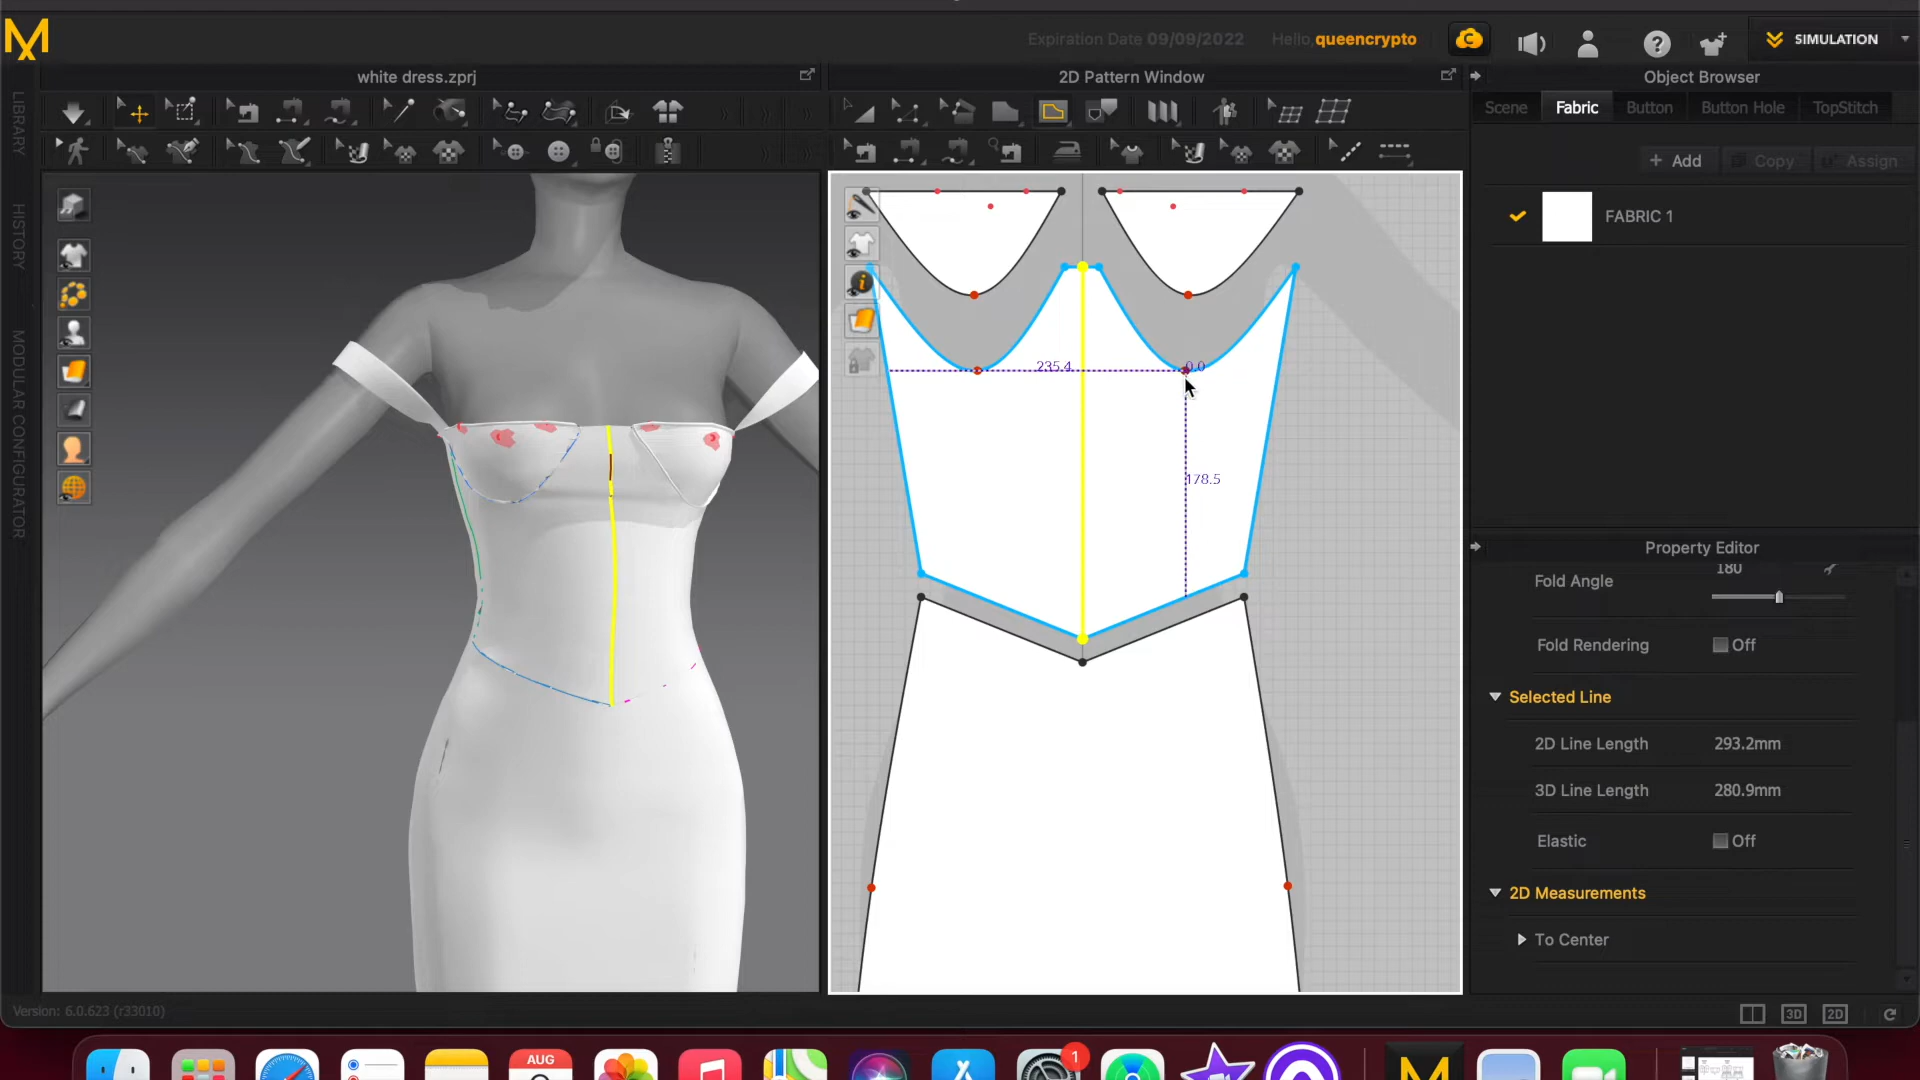 Expiration Date 09/09/2022 Hello, queencrypto
SIMULATION
white dress.zprj
2D Pattern Window
Object Browser
Scene Fabric Button Button Hole TopStitch
+ Add Copy Assign
FABRIC 1
LIBRARY
HISTORY
MODULAR CONFIGURATOR
235.4
0.0
178.5
Property Editor
Fold Angle 180
Fold Rendering Off
Selected Line
2D Line Length 293.2mm
3D Line Length 280.9mm
Elastic Off
2D Measurements
To Center
Version: 6.0.623 (r33010)
3D 2D
AUG
1